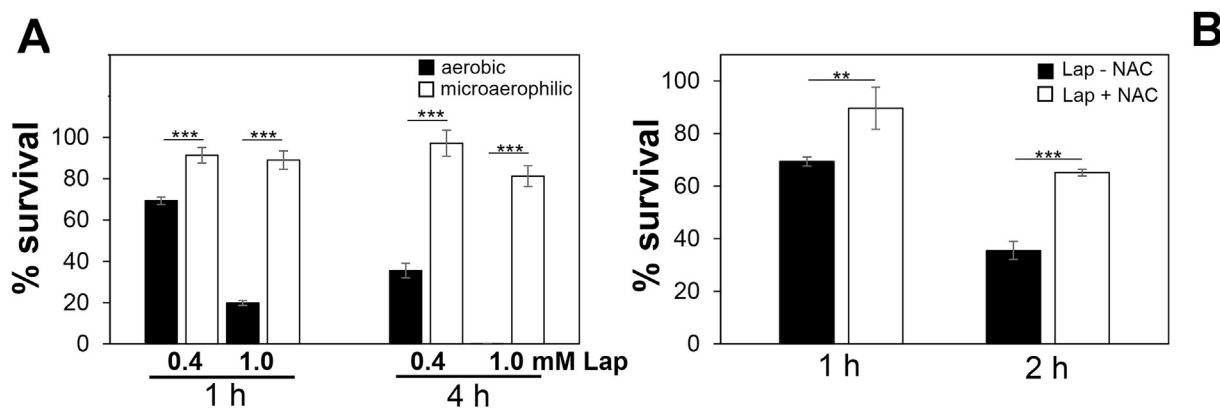 A
aerobic
microaerophilic
***
***
***
***
% survival
100
80
60
40
20
0
0.4 1.0 0.4 1.0 mM Lap
1 h 4 h
B
Lap - NAC
Lap + NAC
**
***
% survival
100
80
60
40
20
0
1 h 2 h